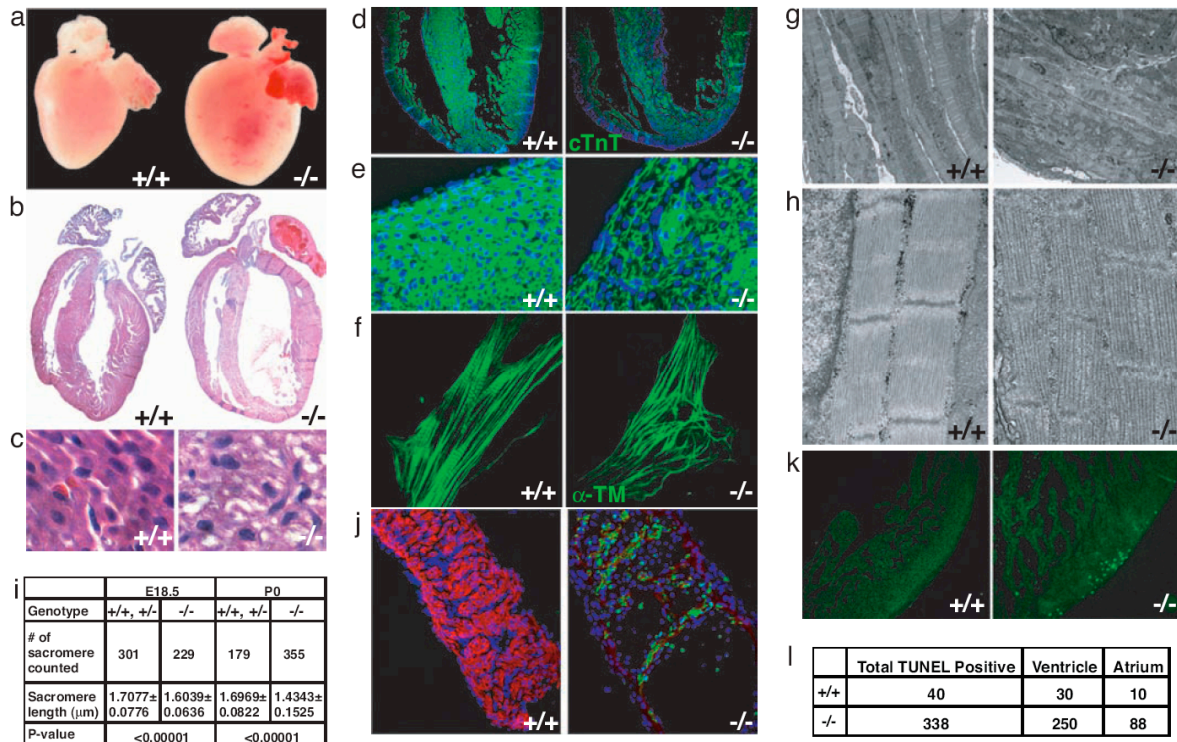 a
+/+
-/-
b
+/+
-/-
c
+/+
-/-
d
+/+
cTnT
-/-
e
+/+
-/-
f
+/+
α-TM
-/-
j
+/+
-/-
g
+/+
-/-
h
+/+
-/-
k
+/+
-/-
i
E18.5 P0
Genotype +/+, +/- -/- +/+, +/- -/-
# of
sacromere
counted 301 229 179 355
Sacromere 1.7077± 1.6039± 1.6969± 1.4343±
length (μm) 0.0776 0.0636 0.0822 0.1525
P-value <0.00001 <0.00001
l
Total TUNEL Positive Ventricle Atrium
+/+ 40 30 10
-/- 338 250 88